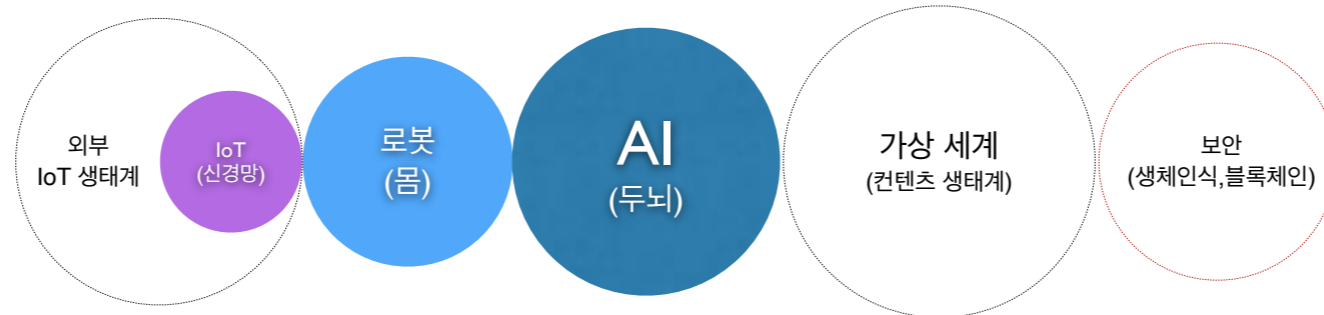 외부
IoT 생태계
IoT
(신경망)
로봇
(몸)
AI
(두뇌)
가상 세계
(컨텐츠 생태계)
보안
(생체인식,블록체인)